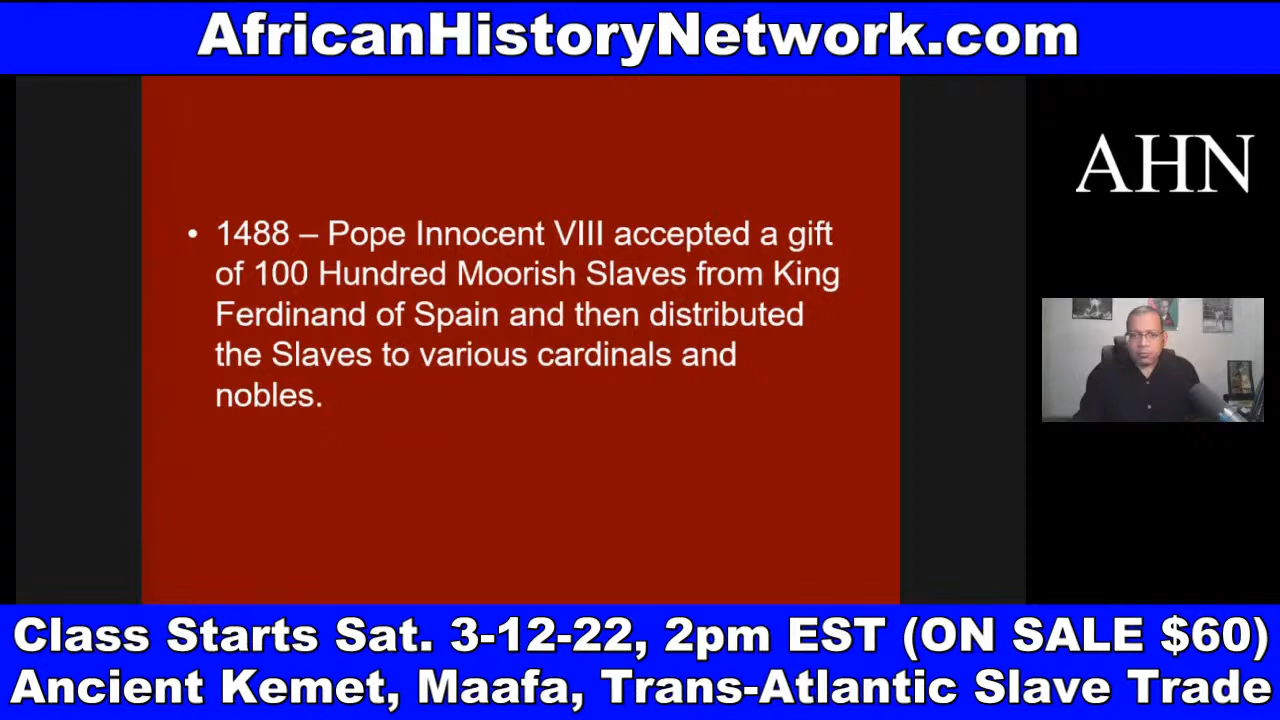 AfricanHistoryNetwork.com
AHN
• 1488 – Pope Innocent VIII accepted a gift
of 100 Hundred Moorish Slaves from King
Ferdinand of Spain and then distributed
the Slaves to various cardinals and
nobles.
Class Starts Sat. 3-12-22, 2pm EST (ON SALE $60)
Ancient Kemet, Maafa, Trans-Atlantic Slave Trade